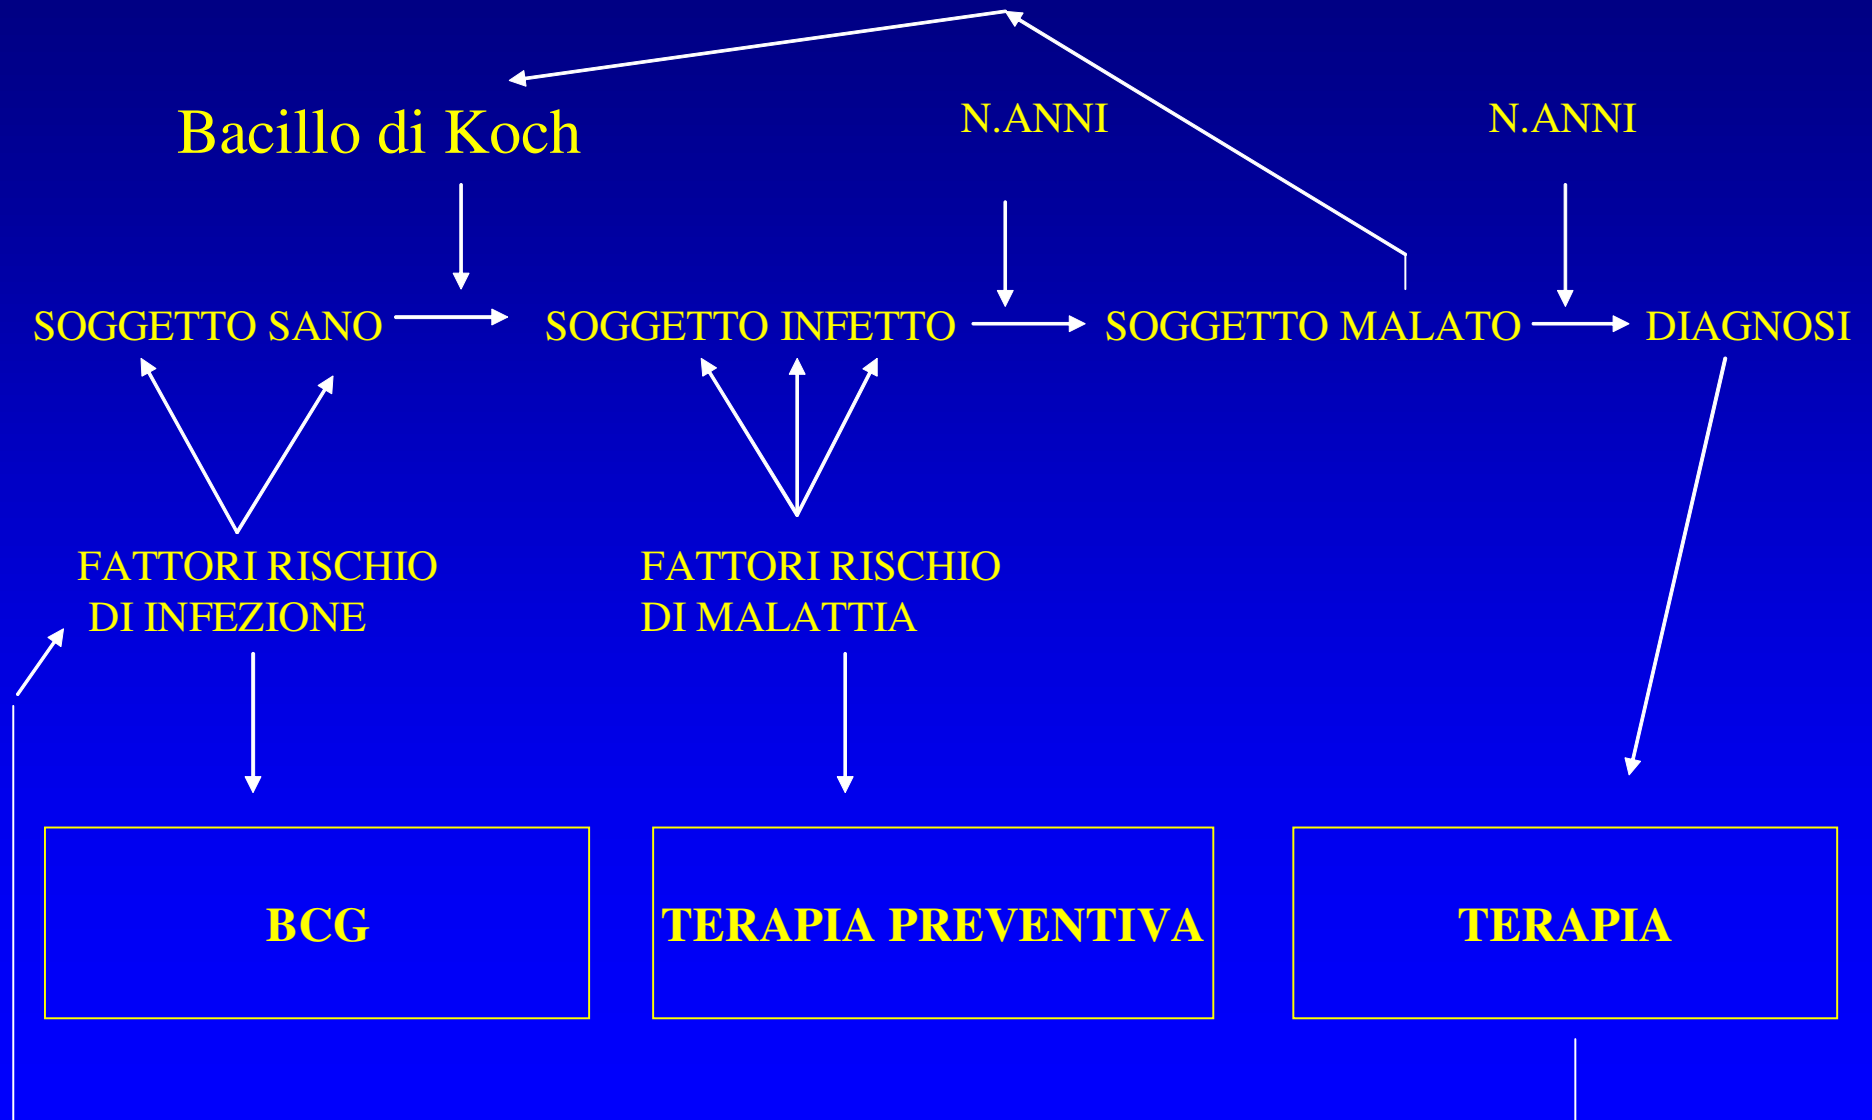 Bacillo di Koch
N.ANNI
N.ANNI
SOGGETTO SANO
SOGGETTO INFETTO
SOGGETTO MALATO
DIAGNOSI
FATTORI RISCHIO
DI INFEZIONE
FATTORI RISCHIO
DI MALATTIA
BCG
TERAPIA PREVENTIVA
TERAPIA